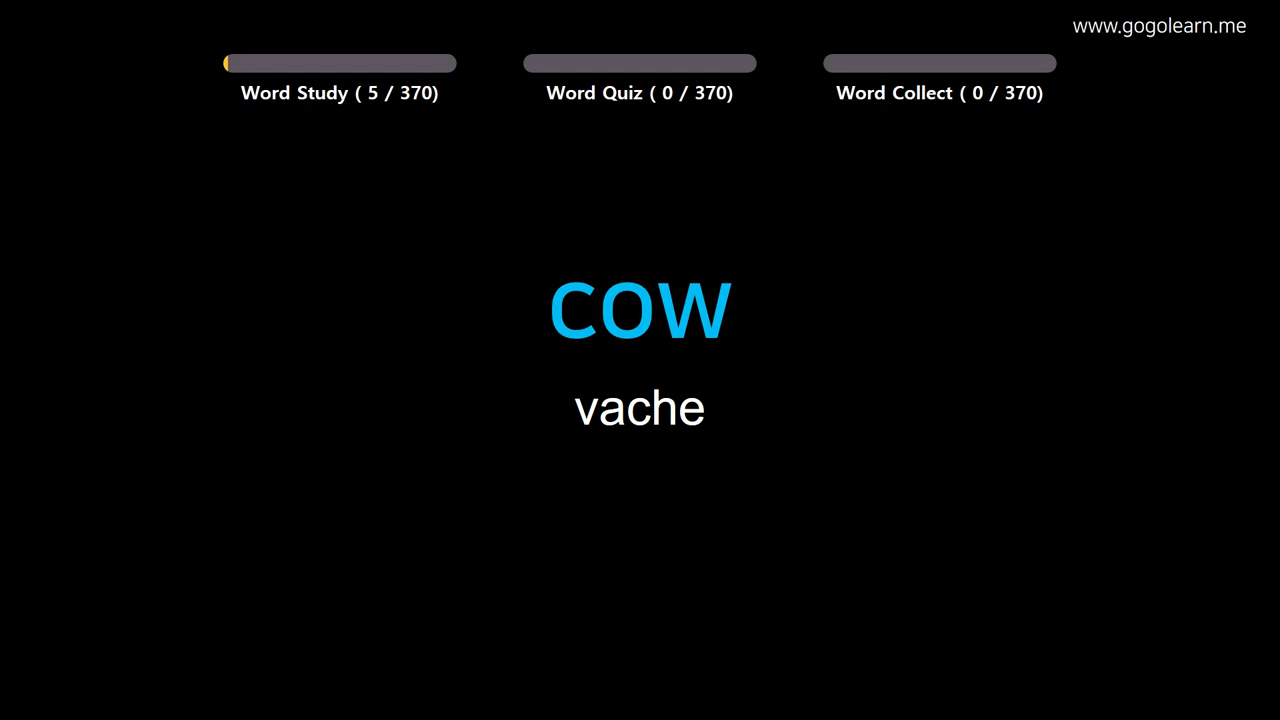 www.gogolearn.me
Word Study ( 5 / 370)
Word Quiz ( 0 / 370)
Word Collect ( 0 / 370)
cow
vache